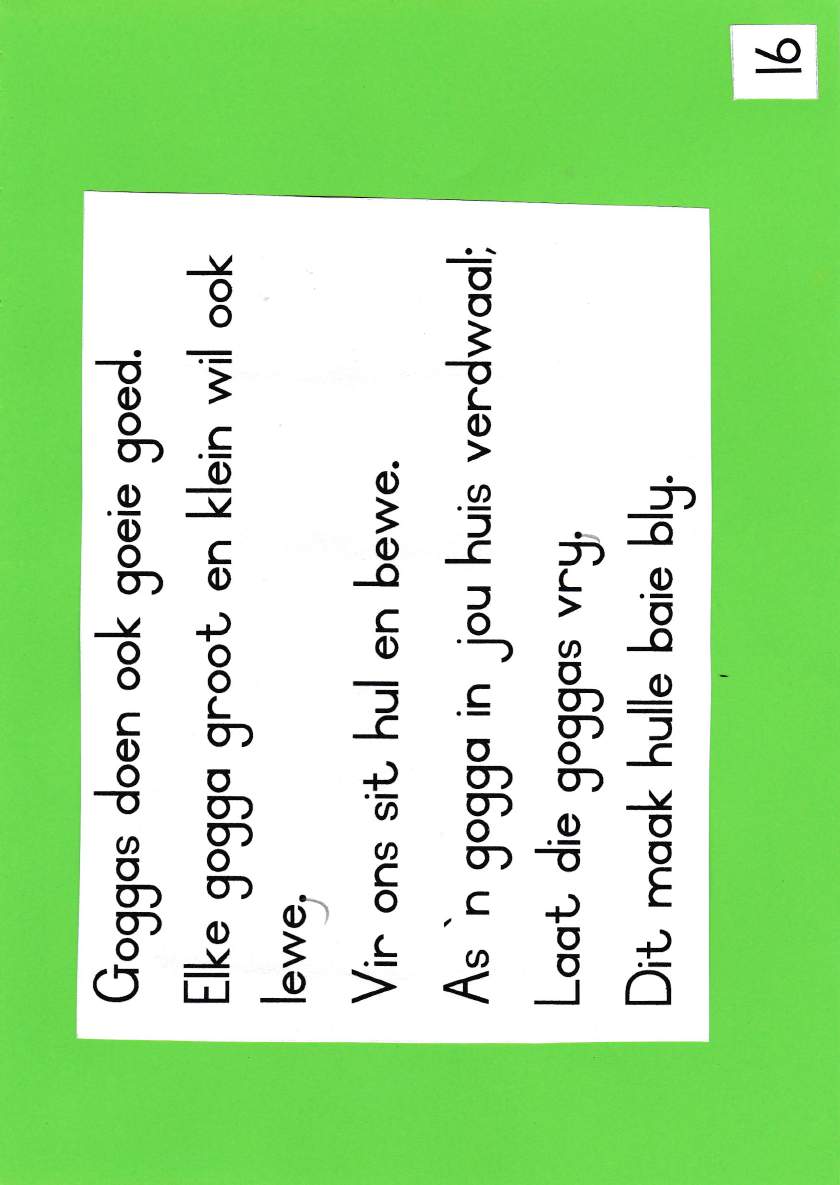 16
Goggas doen ook goeie goed.
Elke gogga groot en klein wil ook
lewe,
Vir ons sit hul en bewe.
As `n gogga in jou huis verdwaal;
Laat die goggas vry,
Dit maak hulle baie bly.